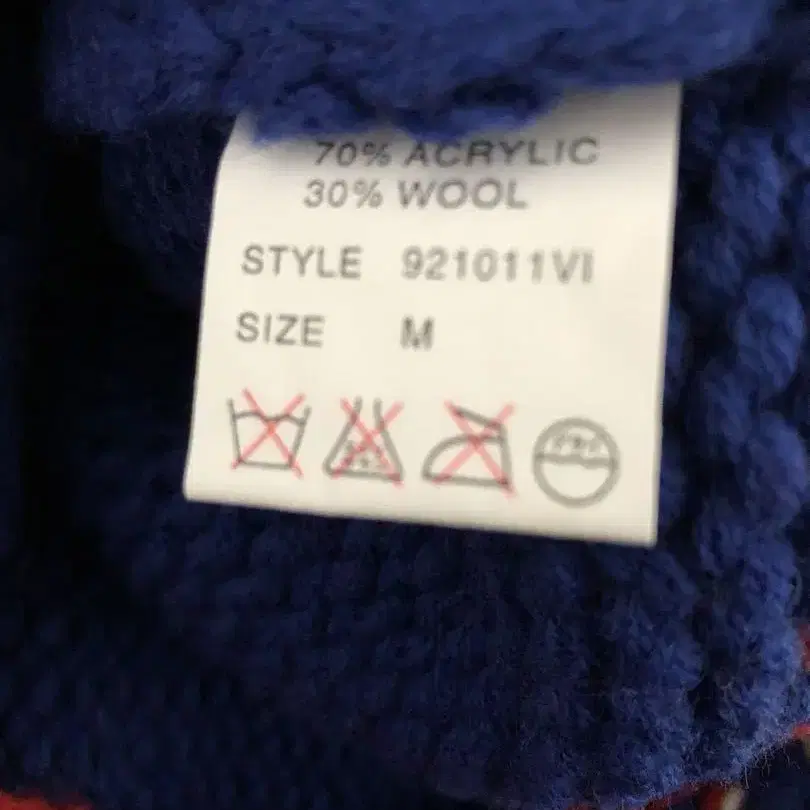 70% ACRYLIC
30% WOOL
STYLE 921011VI
SIZE M